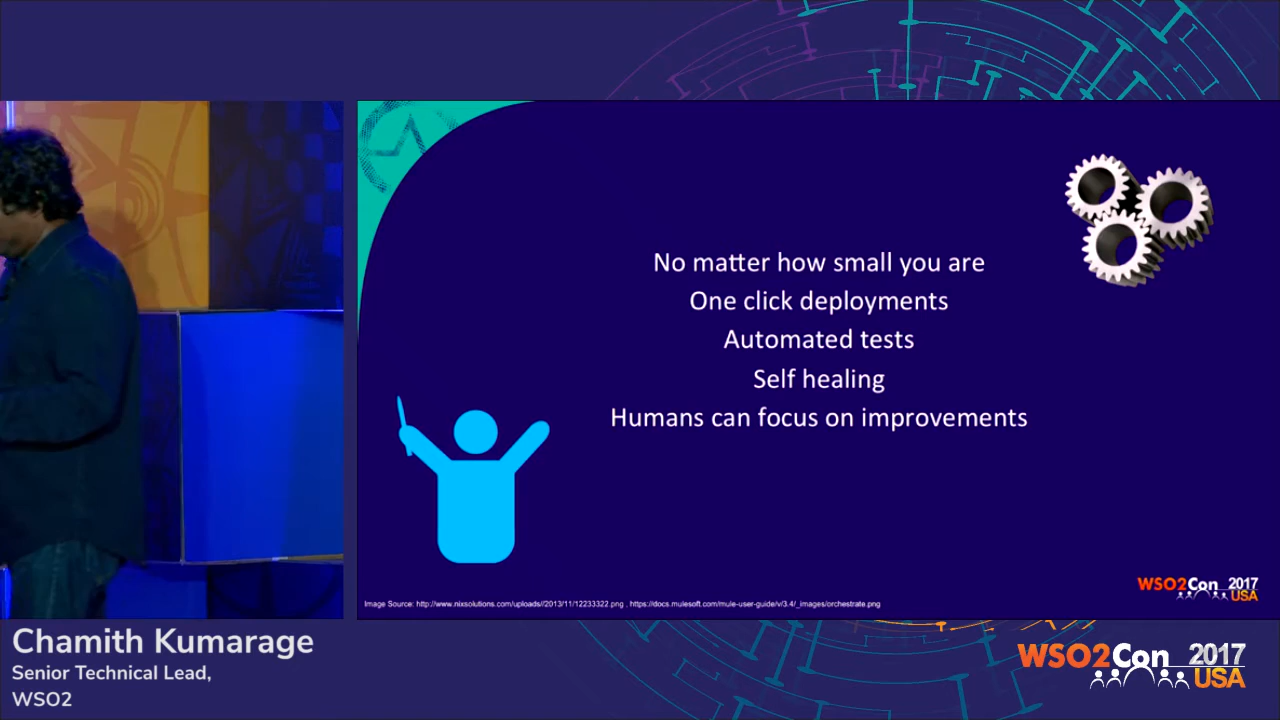 No matter how small you are
One click deployments
Automated tests
Self healing
Humans can focus on improvements
WSO2Con 2017
USA
Image Source: http://www.nixsolutions.com/uploads//2013/11/12233322.png , https://docs.mulesoft.com/mule-user-guide/v/3.4/_images/orchestrate.png
Chamith Kumarage
Senior Technical Lead,
WSO2
WSO2Con 2017
USA